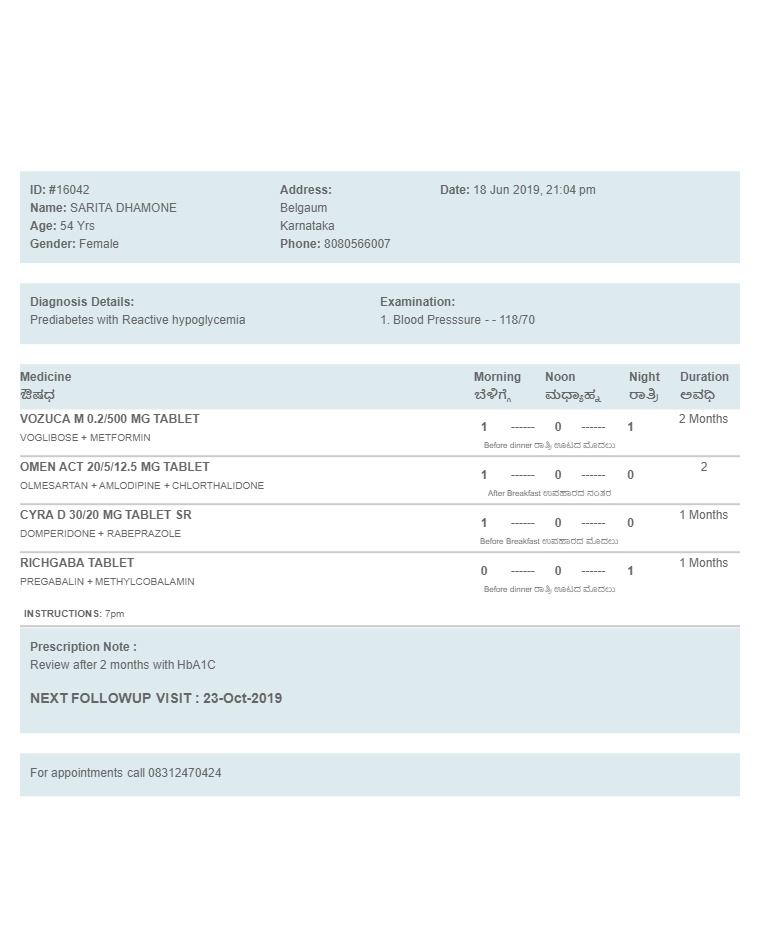 ID: #16042
Name: SARITA DHAMONE
Age: 54 Yrs
Gender: Female
Address:
Belgaum
Karnataka
Phone: 8080566007
Date: 18 Jun 2019, 21:04 pm
Diagnosis Details:
Prediabetes with Reactive hypoglycemia
Examination:
1. Blood Presssure - - 118/70
Medicine Morning Noon Night Duration
ಔಷಧ ಬೆಳಿಗ್ಗೆ ಮಧ್ಯಾಹ್ನ ರಾತ್ರಿ ಅವಧಿ
VOZUCA M 0.2/500 MG TABLET
VOGLIBOSE + METFORMIN
1 ------ 0 ------ 1
Before dinner ರಾತ್ರಿ ಊಟದ ಮೊದಲು
2 Months
OMEN ACT 20/5/12.5 MG TABLET
OLMESARTAN + AMLODIPINE + CHLORTHALIDONE
1 ------ 0 ------ 0
After Breakfast ಉಪಹಾರದ ನಂತರ
2
CYRA D 30/20 MG TABLET SR
DOMPERIDONE + RABEPRAZOLE
1 ------ 0 ------ 0
Before Breakfast ಉಪಹಾರದ ಮೊದಲು
1 Months
RICHGABA TABLET
PREGABALIN + METHYLCOBALAMIN
0 ------ 0 ------ 1
Before dinner ರಾತ್ರಿ ಊಟದ ಮೊದಲು
1 Months
INSTRUCTIONS: 7pm
Prescription Note :
Review after 2 months with HbA1C
NEXT FOLLOWUP VISIT : 23-Oct-2019
For appointments call 08312470424